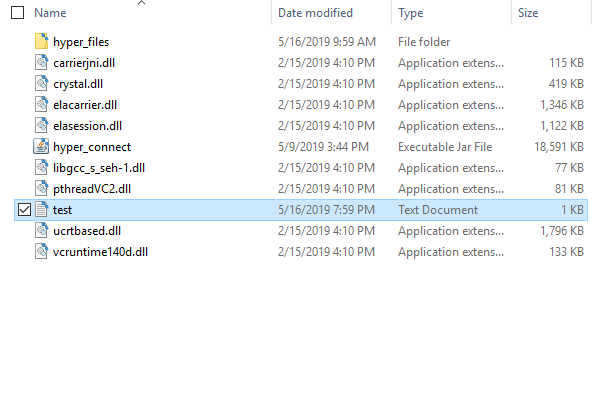 Name Date modified Type Size
hyper_files 5/16/2019 9:59 AM File folder
carrierjni.dll 2/15/2019 4:10 PM Application extens... 115 KB
crystal.dll 2/15/2019 4:10 PM Application extens... 419 KB
elacarrier.dll 2/15/2019 4:10 PM Application extens... 1,346 KB
elasession.dll 2/15/2019 4:10 PM Application extens... 1,122 KB
hyper_connect 5/9/2019 3:44 PM Executable Jar File 18,591 KB
libgcc_s_seh-1.dll 2/15/2019 4:10 PM Application extens... 77 KB
pthreadVC2.dll 2/15/2019 4:10 PM Application extens... 81 KB
test 5/16/2019 7:59 PM Text Document 1 KB
ucrtbased.dll 2/15/2019 4:10 PM Application extens... 1,796 KB
vcruntime140d.dll 2/15/2019 4:10 PM Application extens... 133 KB